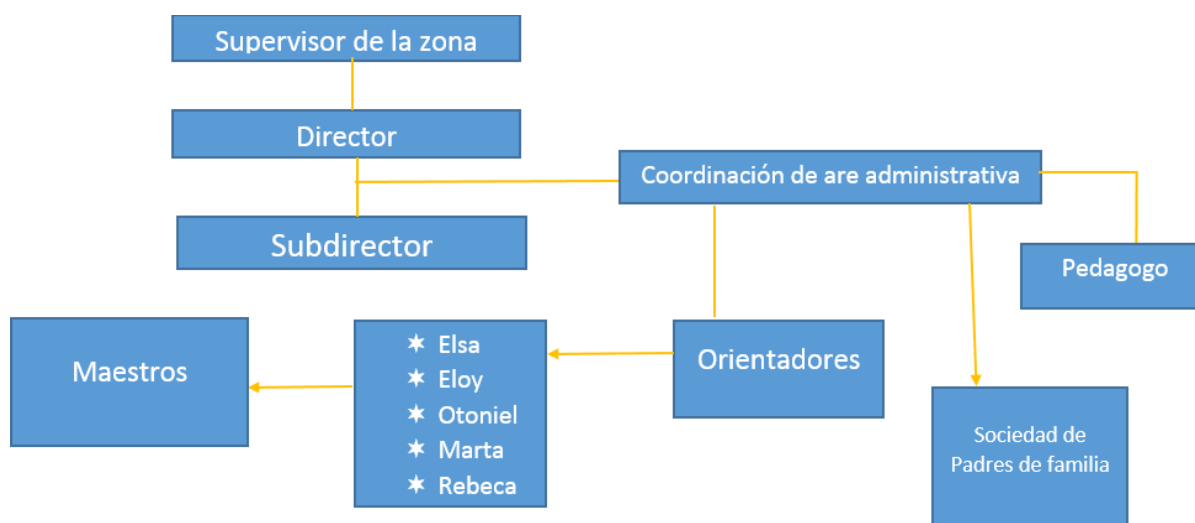 Supervisor de la zona
Director
Coordinación de are administrativa
Subdirector
Pedagogo
Maestros
Elsa
Eloy
Otoniel
Marta
Rebeca
Orientadores
Sociedad de
Padres de familia